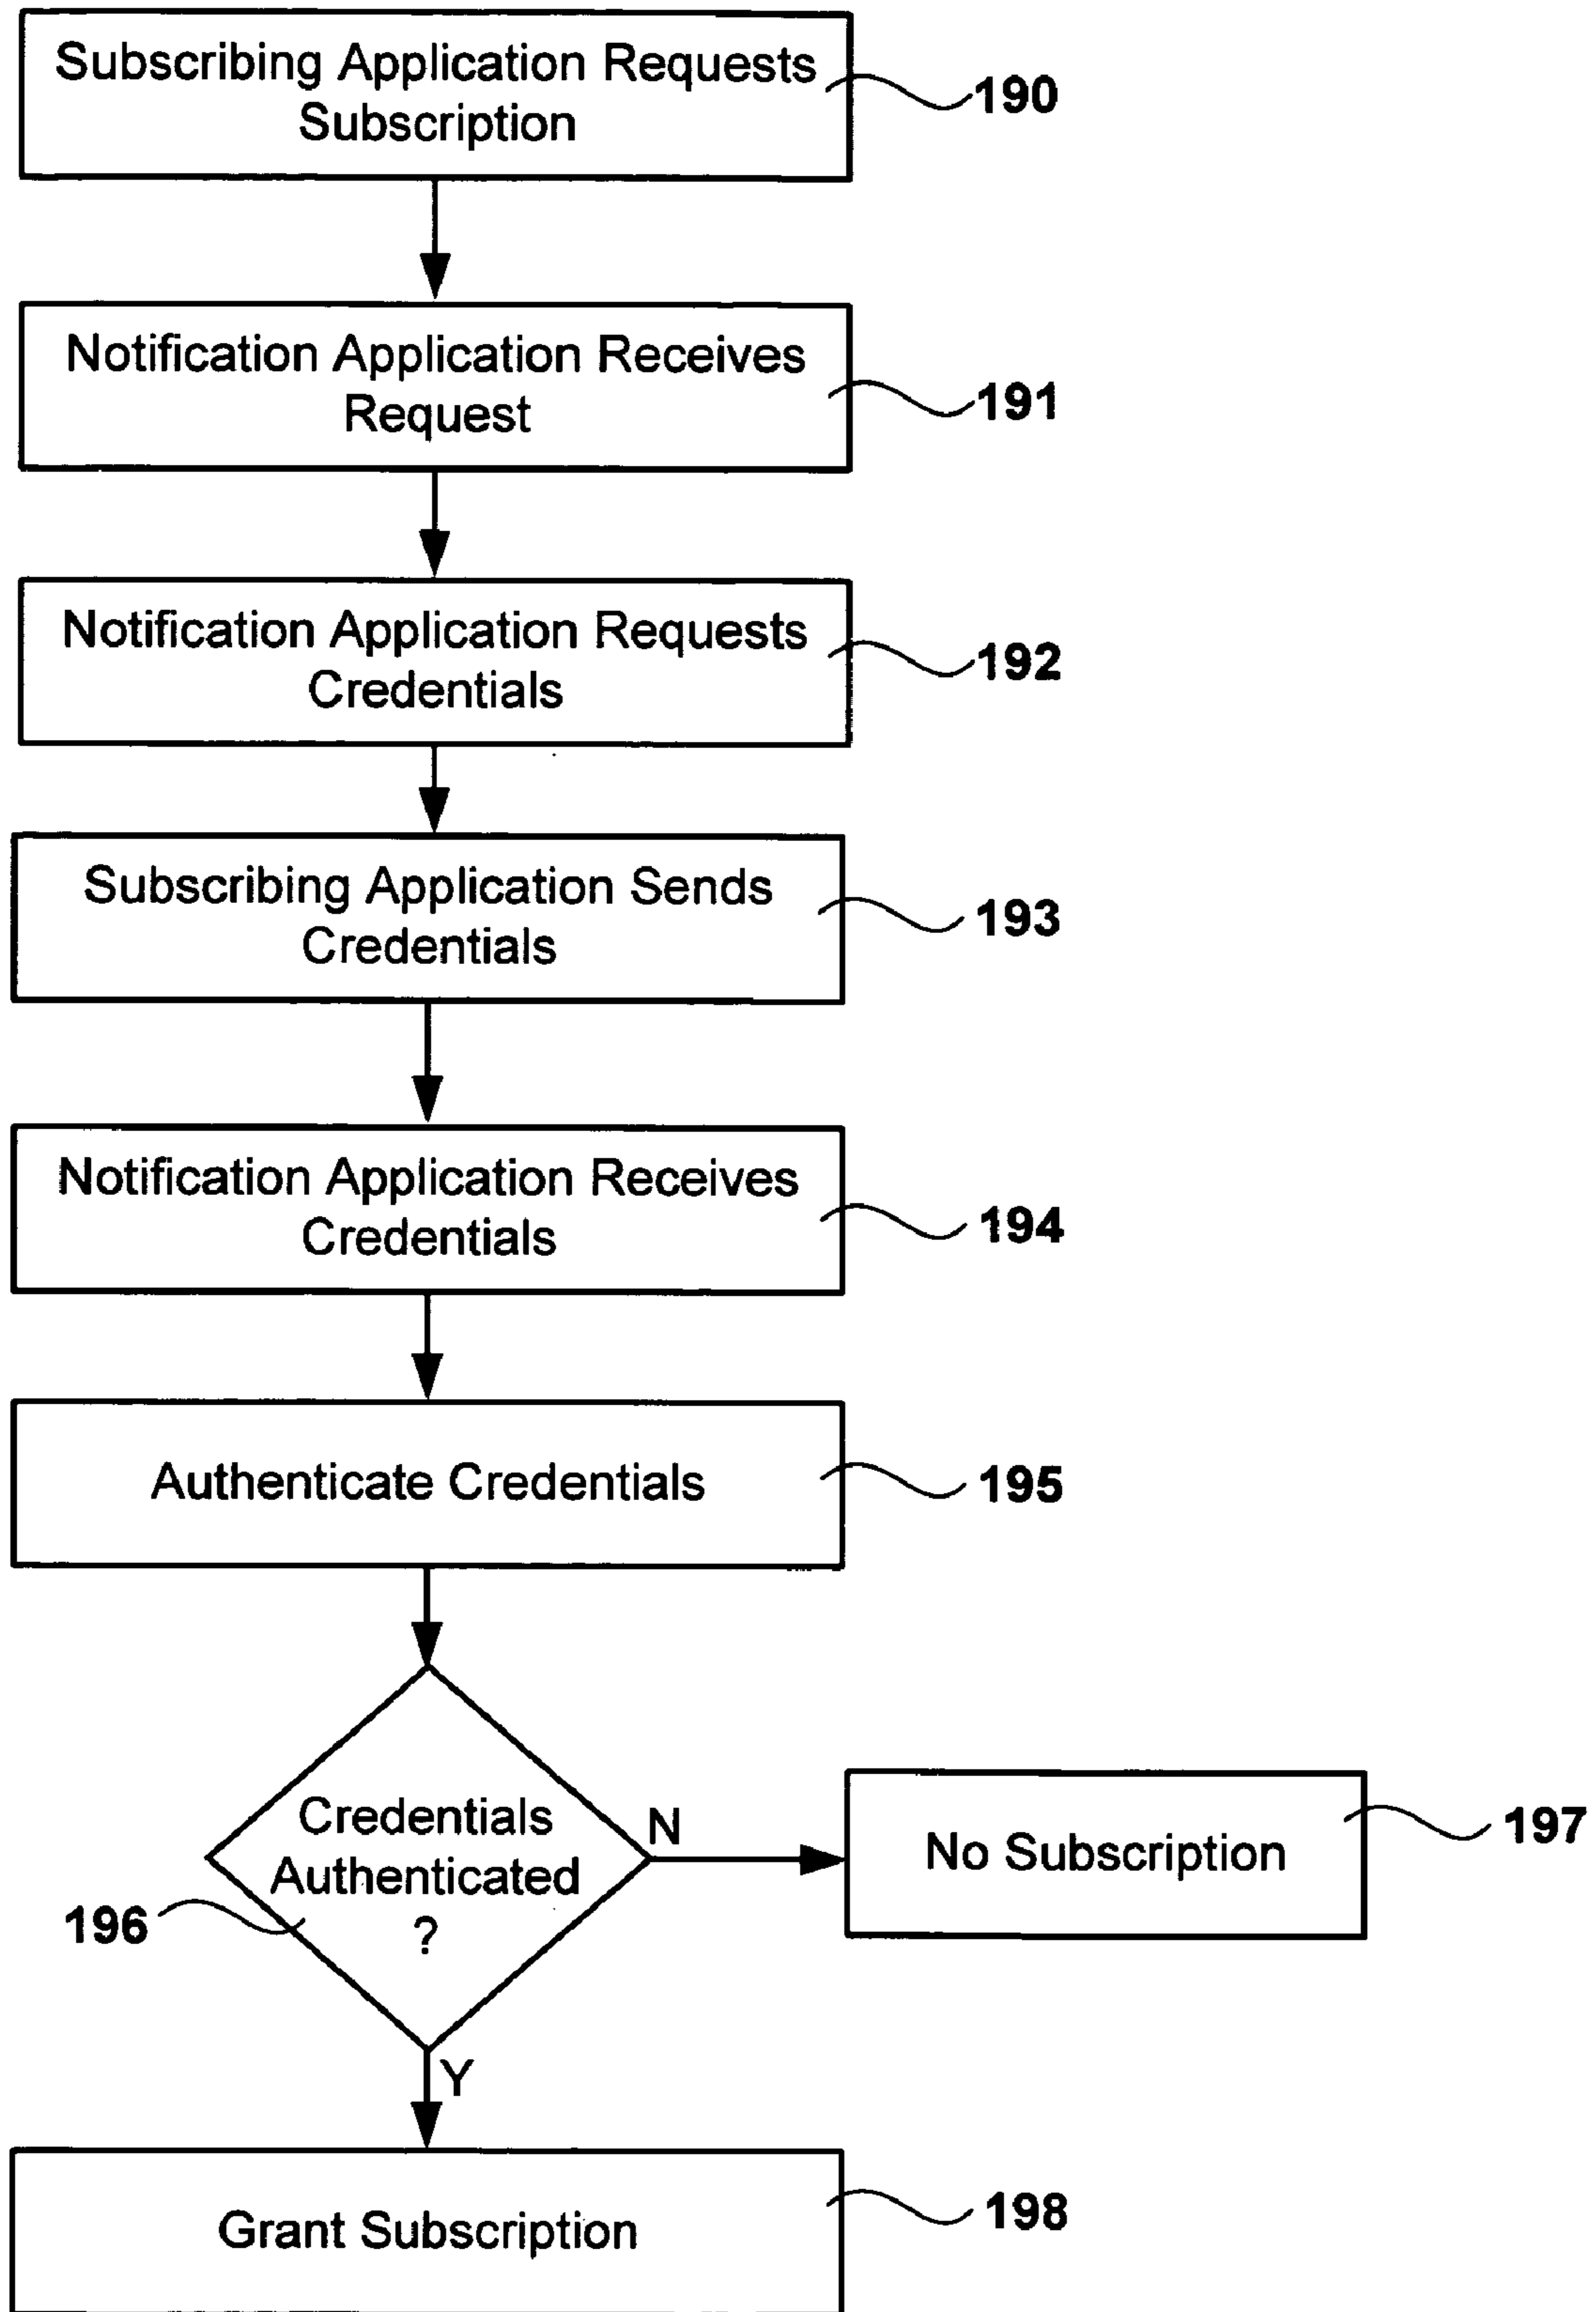 Subscribing Application Requests
Subscription
190
Notification Application Receives
Request
191
Notification Application Requests
Credentials
192
Subscribing Application Sends
Credentials
193
Notification Application Receives
Credentials
194
Authenticate Credentials
195
Credentials
Authenticated
?
196
N
No Subscription
197
Y
Grant Subscription
198